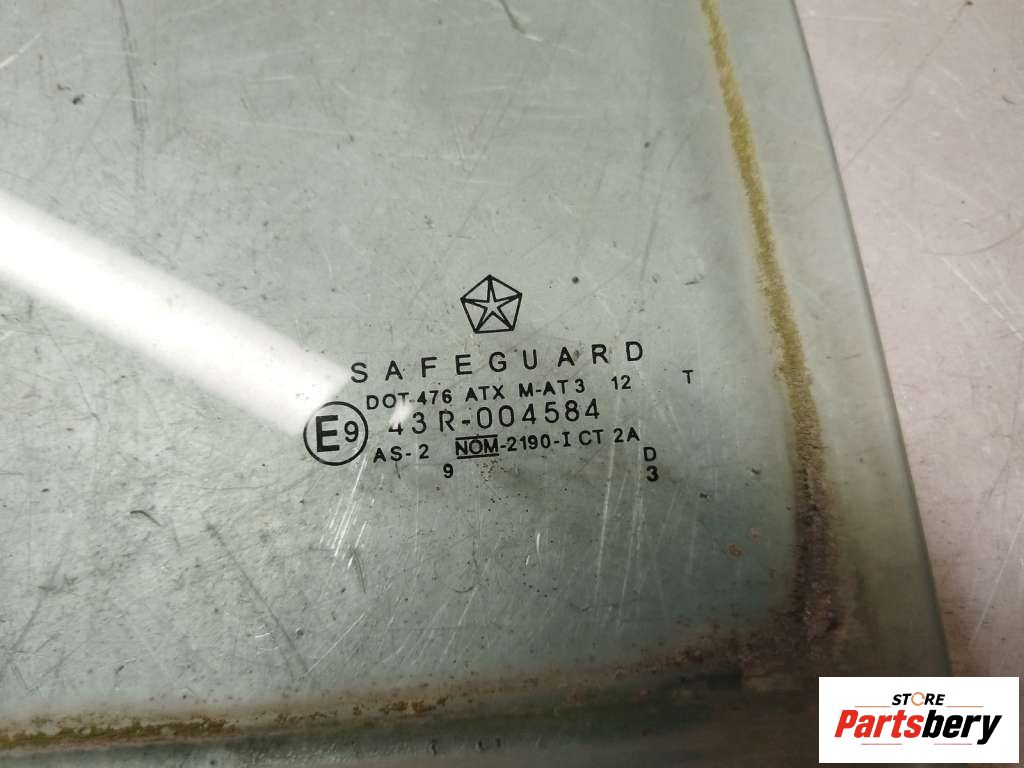 SAFEGUARD
DOT-476 ATX M-AT3 12 T
E9 43R-004584
AS-2 NOM-2190-I CT 2A
9 D
3
STORE
Partsbery